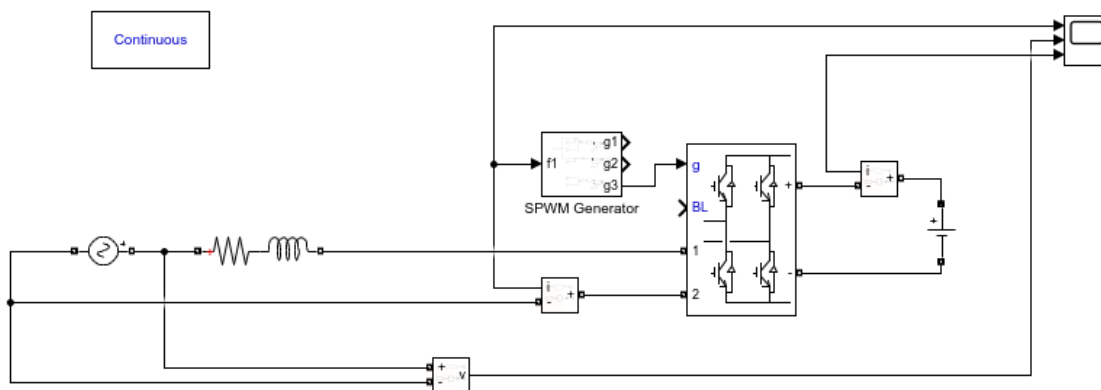 Continuous
f1
g1
g2
g3
SPWM Generator
g
BL
1
2
+
-
i
-
+
+
+
+
i
-
+
+
-
v